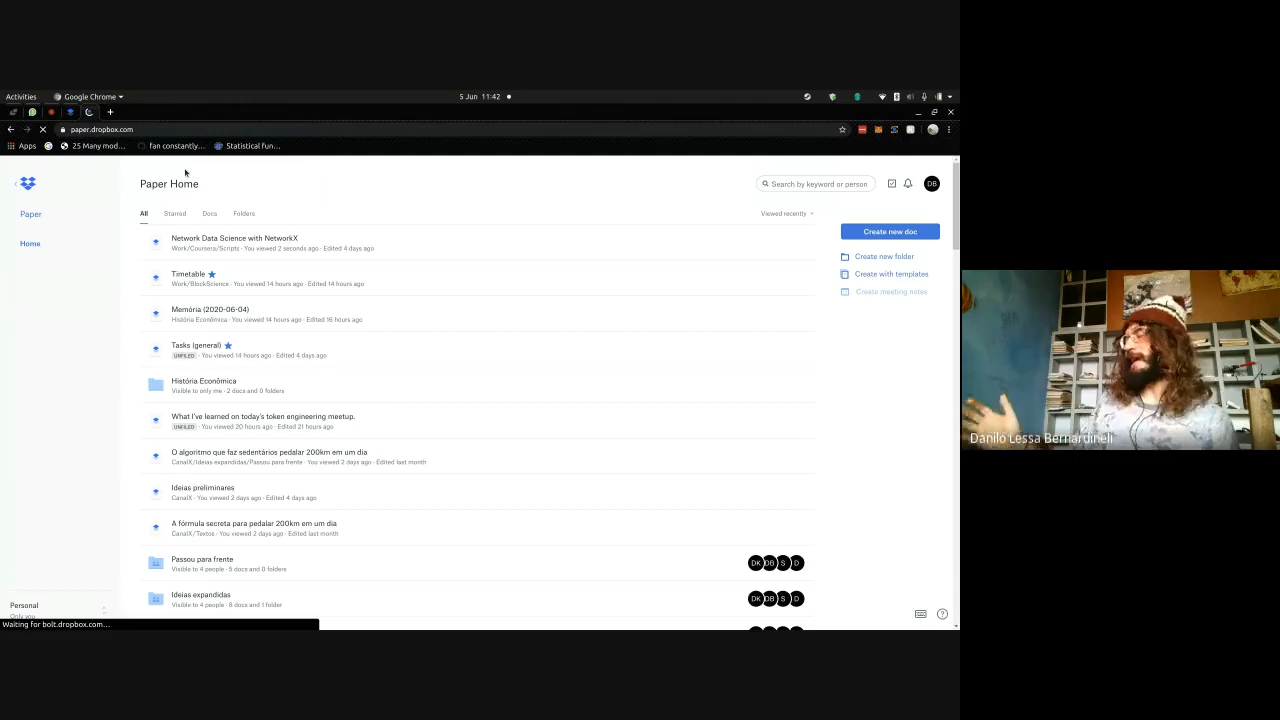 Activities
Google Chrome
5 Jun 11:42
paper.dropbox.com
Apps
25 Many mod...
fan constantly...
Statistical fun...
Paper Home
Search by keyword or person
DB
Paper
Home
All
Starred
Docs
Folders
Viewed recently
Network Data Science with NetworkX
Work/Coursera/Scripts · You viewed 2 seconds ago · Edited 4 days ago
Timetable
Work/BlockScience · You viewed 14 hours ago · Edited 14 hours ago
Memória (2020-06-04)
História Econômica · You viewed 14 hours ago · Edited 16 hours ago
Tasks (general)
UNFILED · You viewed 14 hours ago · Edited 4 days ago
História Econômica
Visible to only me · 2 docs and 0 folders
What I've learned on today's token engineering meetup.
UNFILED · You viewed 20 hours ago · Edited 21 hours ago
O algoritmo que faz sedentários pedalar 200km em um dia
CanalX/Ideias expandidas/Passou para frente · You viewed 2 days ago · Edited last month
Ideias preliminares
CanalX · You viewed 2 days ago · Edited 4 days ago
A fórmula secreta para pedalar 200km em um dia
CanalX/Textos · You viewed 2 days ago · Edited last month
Passou para frente
Visible to 4 people · 5 docs and 0 folders
DK DB S D
Ideias expandidas
Visible to 4 people · 8 docs and 1 folder
DK DB S D
Create new doc
Create new folder
Create with templates
Create meeting notes
Personal
Only you
Waiting for bolt.dropbox.com...
Danilo Lessa Bernardineli